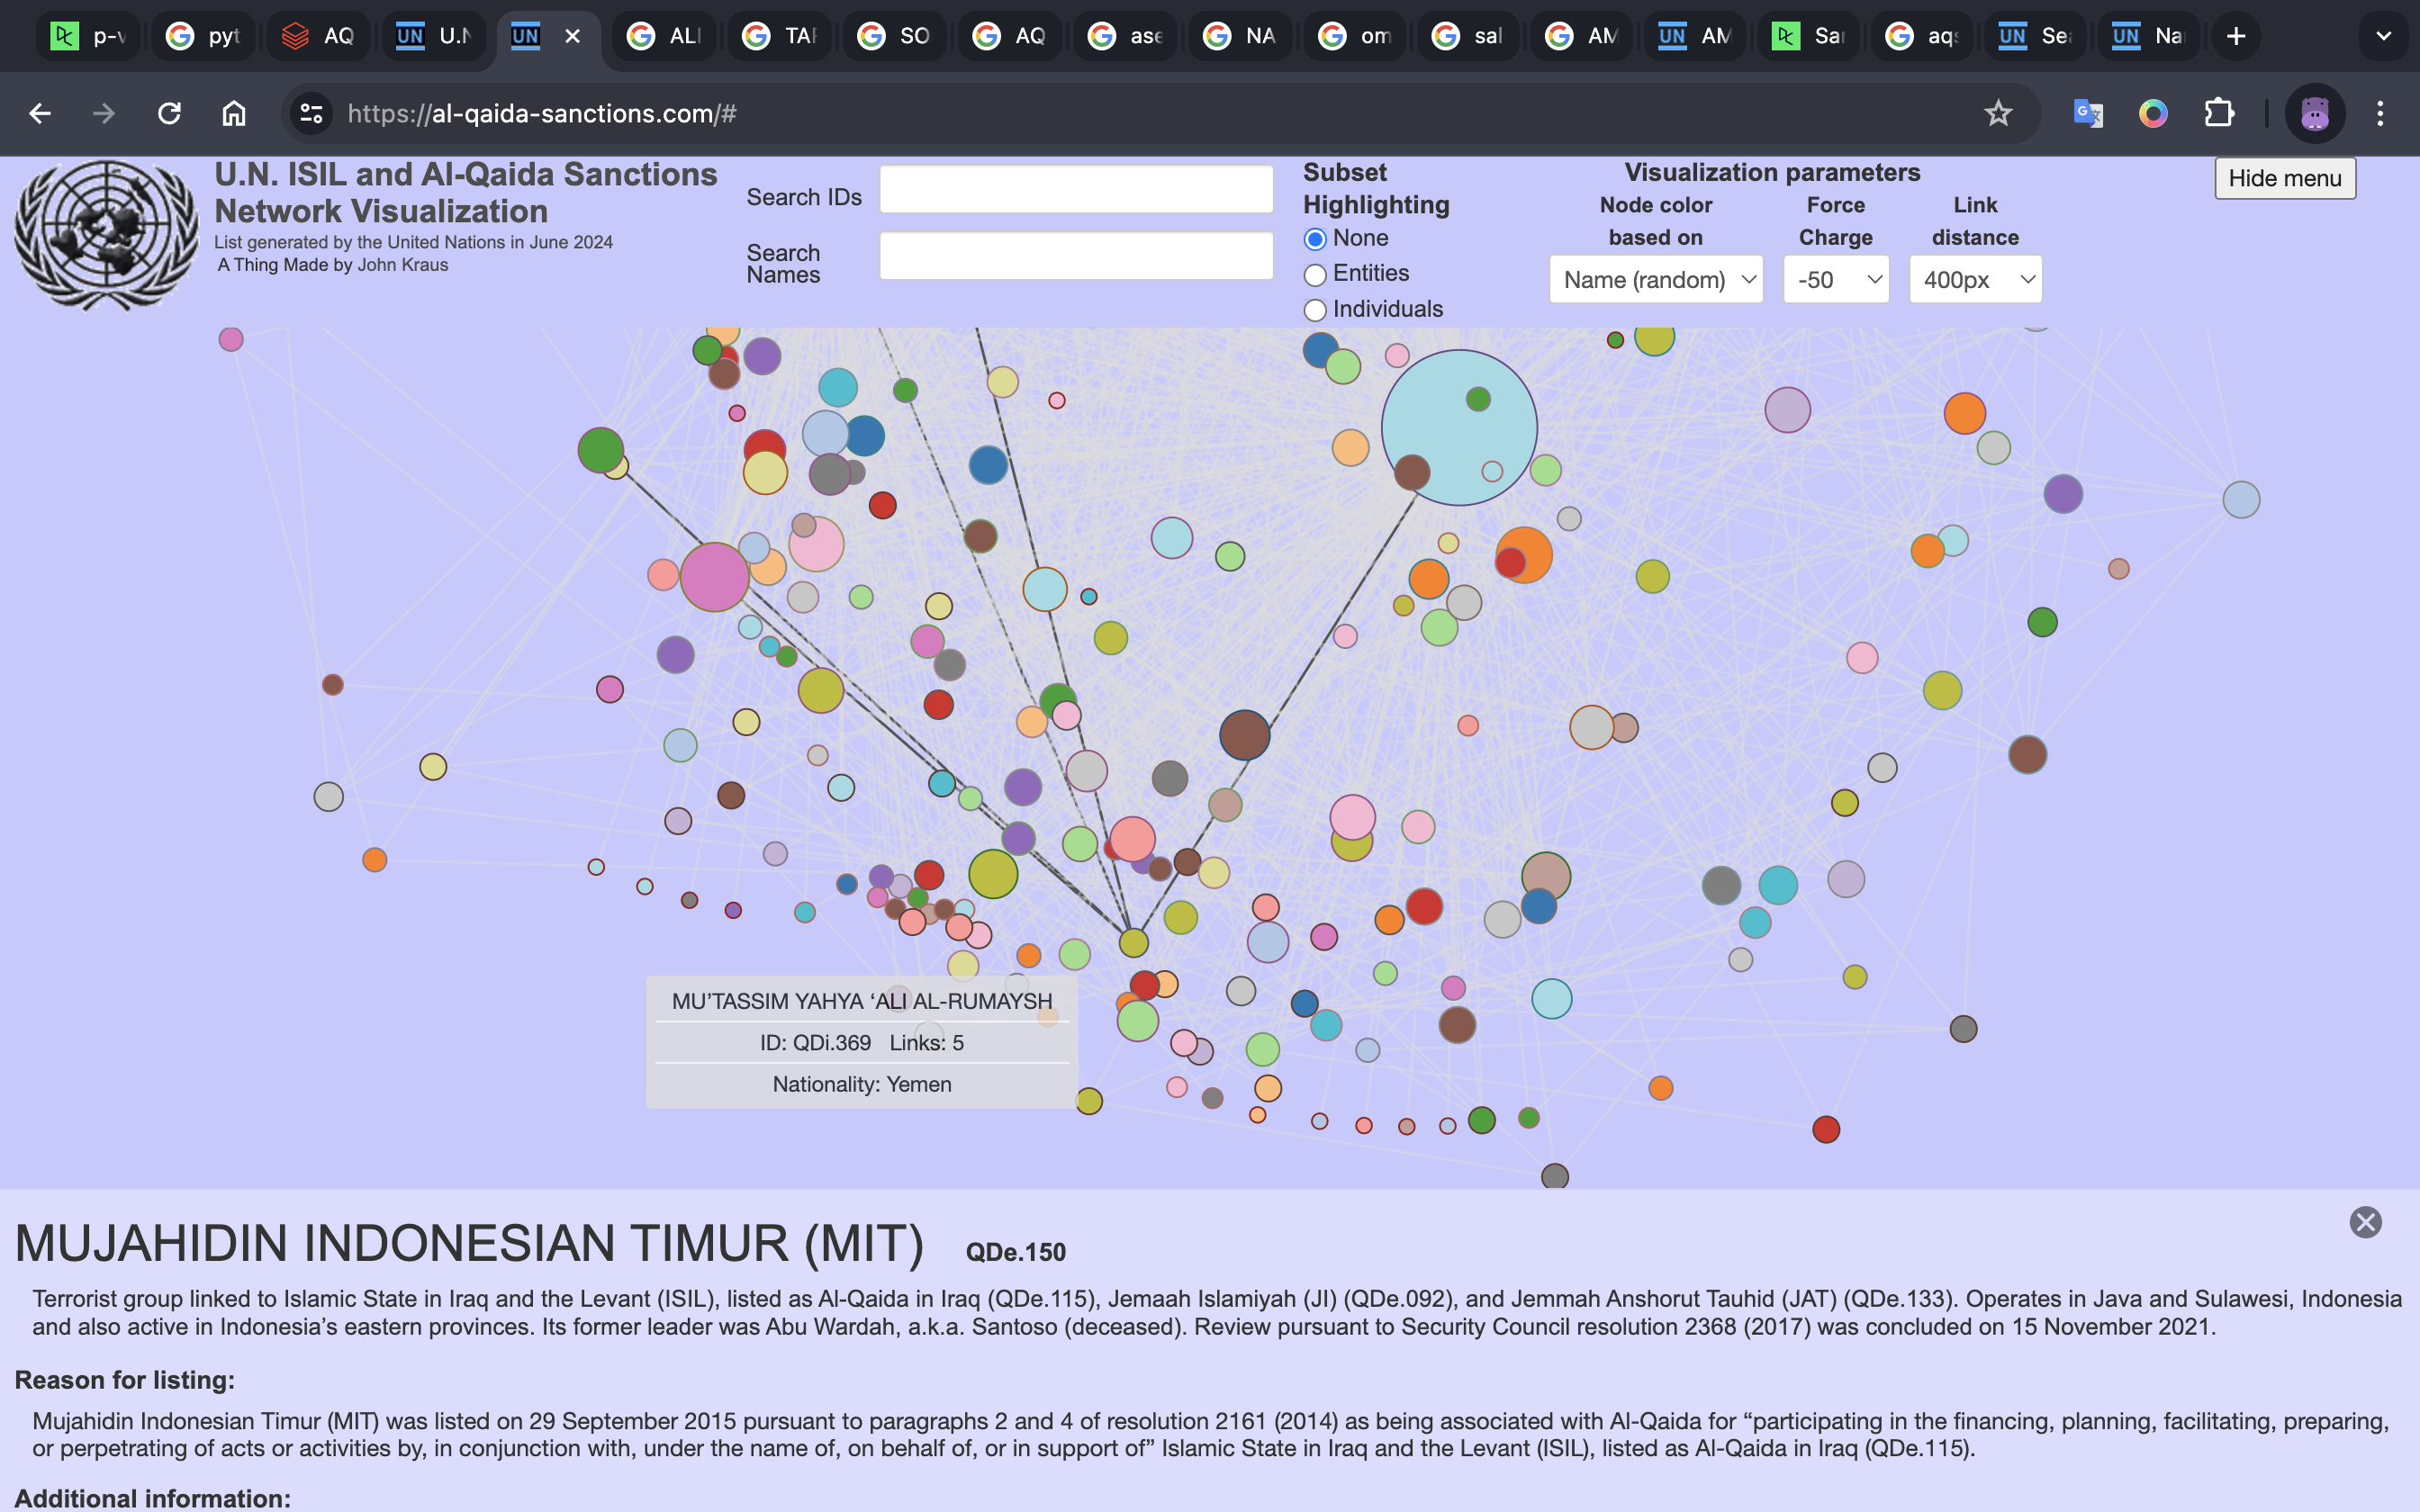 p-v
pyt
AQ
UN U.N
UN
ALI
TAR
SO
AQ
ase
NA
om
sal
AM
UN AM
Sar
aqs
UN Se
UN Na
https://al-qaida-sanctions.com/#
U.N. ISIL and Al-Qaida Sanctions
Network Visualization
List generated by the United Nations in June 2024
A Thing Made by John Kraus
Search IDs
Search
Names
Subset
Highlighting
None
Entities
Individuals
Visualization parameters
Node color
based on
Name (random)
Force
Charge
-50
Link
distance
400px
Hide menu
MU’TASSIM YAHYA ‘ALI AL-RUMAYSH
ID: QDi.369 Links: 5
Nationality: Yemen
MUJAHIDIN INDONESIAN TIMUR (MIT) QDe.150
Terrorist group linked to Islamic State in Iraq and the Levant (ISIL), listed as Al-Qaida in Iraq (QDe.115), Jemaah Islamiyah (JI) (QDe.092), and Jemmah Anshorut Tauhid (JAT) (QDe.133). Operates in Java and Sulawesi, Indonesia
and also active in Indonesia’s eastern provinces. Its former leader was Abu Wardah, a.k.a. Santoso (deceased). Review pursuant to Security Council resolution 2368 (2017) was concluded on 15 November 2021.
Reason for listing:
Mujahidin Indonesian Timur (MIT) was listed on 29 September 2015 pursuant to paragraphs 2 and 4 of resolution 2161 (2014) as being associated with Al-Qaida for “participating in the financing, planning, facilitating, preparing,
or perpetrating of acts or activities by, in conjunction with, under the name of, on behalf of, or in support of” Islamic State in Iraq and the Levant (ISIL), listed as Al-Qaida in Iraq (QDe.115).
Additional information: